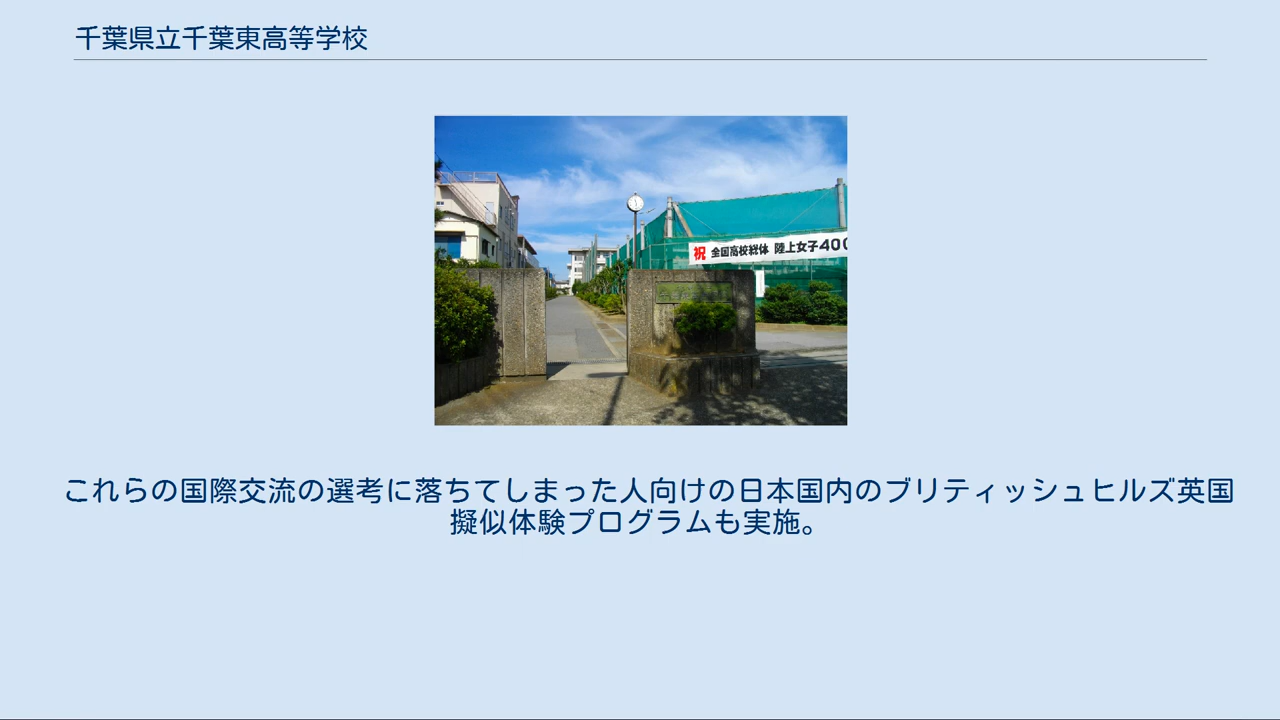 千葉県立千葉東高等学校
祝 全国高校総体 陸上女子400
これらの国際交流の選考に落ちてしまった人向けの日本国内のブリティッシュヒルズ英国
擬似体験プログラムも実施。